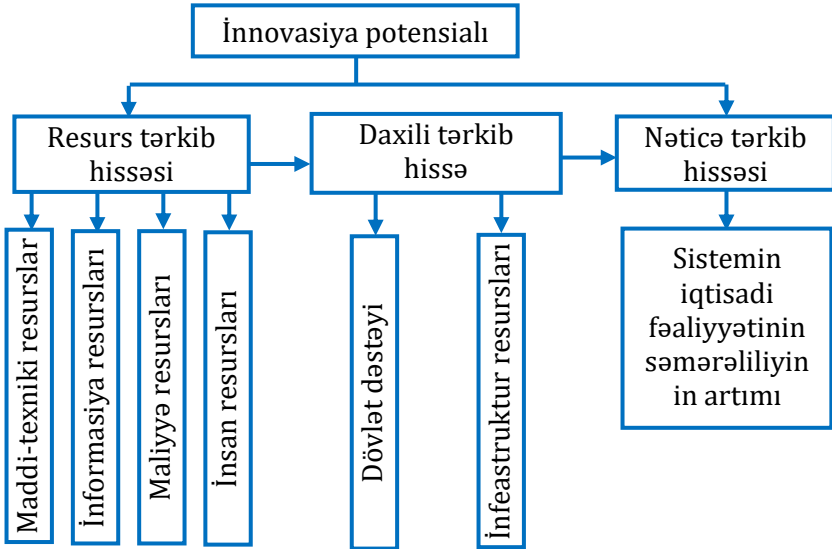 İnnovasiya potensialı
Resurs tərkib
hissəsi
Daxili tərkib
hissə
Nəticə tərkib
hissəsi
Maddi-texniki resurslar
İnformasiya resursları
Maliyyə resursları
İnsan resursları
Dövlət dəstəyi
İnfeastruktur resursları
Sistemin
iqtisadi
fəaliyyətinin
səmərəliliyin
in artımı